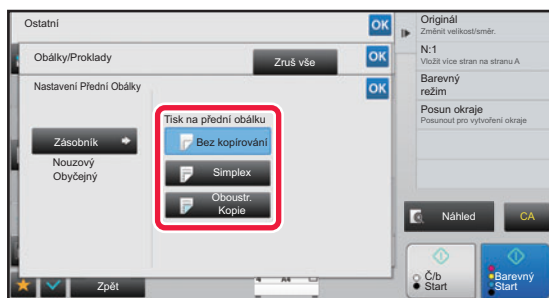 Ostatní
OK
Obálky/Proklady
Zruš vše
OK
Nastavení Přední Obálky
OK
Tisk na přední obálku
Zásobník
Nouzový
Obyčejný
Bez kopírování
Simplex
Oboustr.
Kopie
Zpět
A4
Originál
Změnit velikost/směr.
N:1
Vložit více stran na stranu A
Barevný
režim
Posun okraje
Posunout pro vytvoření okraje
Náhled
CA
Č/b
Start
Barevný
Start